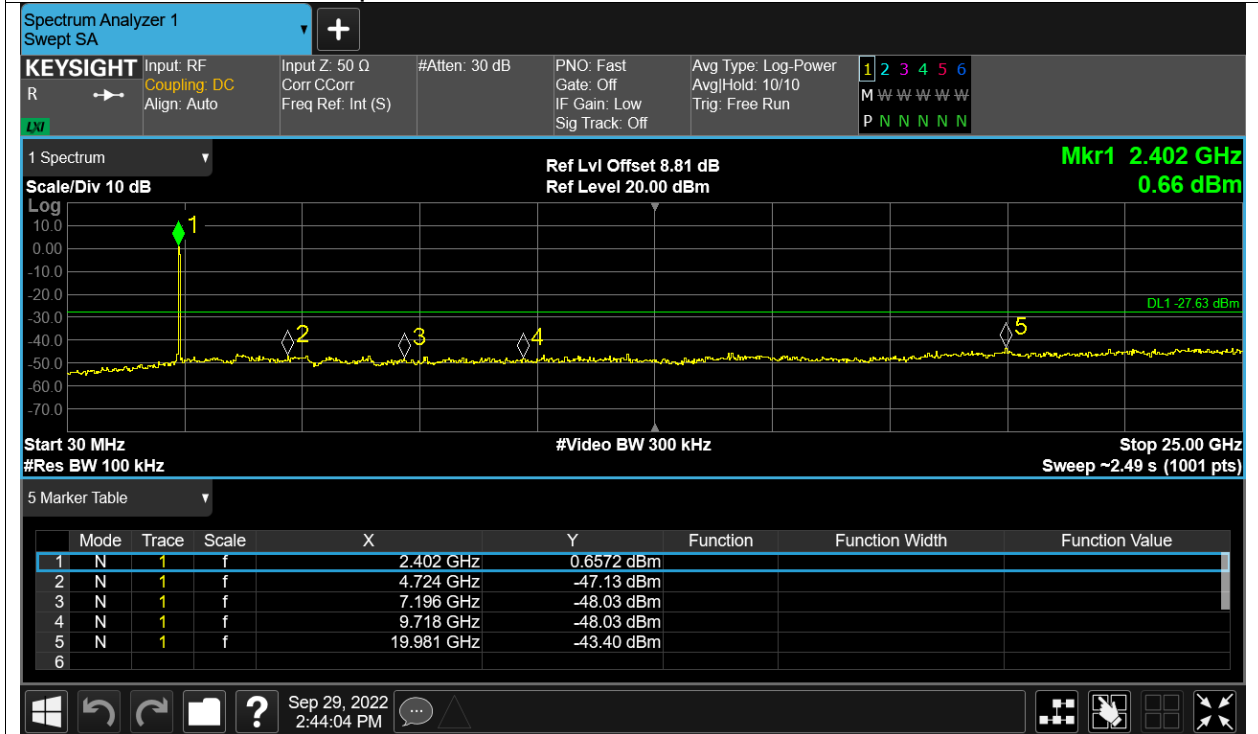 Spectrum Analyzer 1
Swept SA
KEYSIGHT
R
LXI
Input: RF
Coupling: DC
Align: Auto
Input Z: 50 Ω
Corr CCorr
Freq Ref: Int (S)
#Atten: 30 dB
PNO: Fast
Gate: Off
IF Gain: Low
Sig Track: Off
Avg Type: Log-Power
Avg|Hold: 10/10
Trig: Free Run
1 2 3 4 5 6
M W W W W W
P N N N N N
1 Spectrum
Scale/Div 10 dB
Ref Lvl Offset 8.81 dB
Ref Level 20.00 dBm
Mkr1 2.402 GHz
0.66 dBm
Log
10.0
0.00
-10.0
-20.0
-30.0
-40.0
-50.0
-60.0
-70.0
1
2
3
4
5
DL1 -27.63 dBm
Start 30 MHz
#Video BW 300 kHz
Stop 25.00 GHz
#Res BW 100 kHz
Sweep ~2.49 s (1001 pts)
5 Marker Table
Mode Trace Scale X Y Function Function Width Function Value
1 N 1 f 2.402 GHz 0.6572 dBm
2 N 1 f 4.724 GHz -47.13 dBm
3 N 1 f 7.196 GHz -48.03 dBm
4 N 1 f 9.718 GHz -48.03 dBm
5 N 1 f 19.981 GHz -43.40 dBm
6
?
Sep 29, 2022
2:44:04 PM